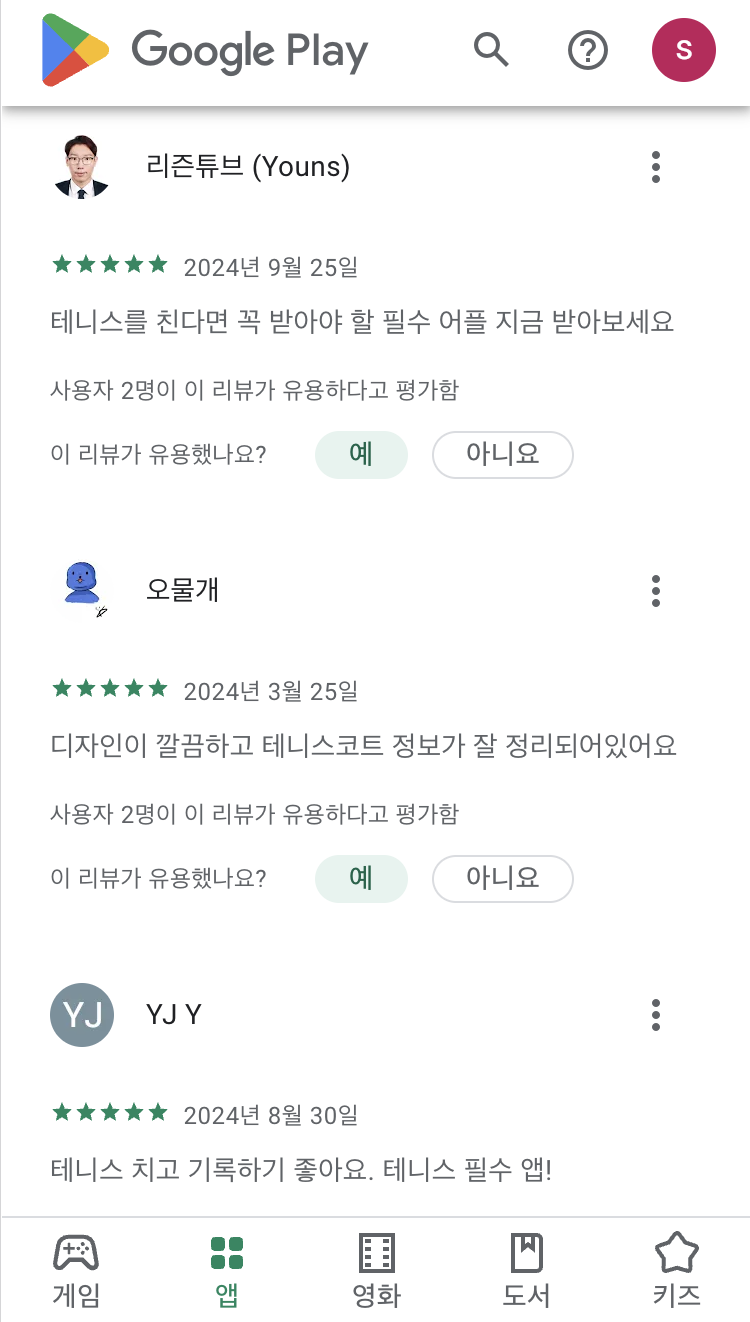 Google Play
S
리즌튜브 (Youns)
2024년 9월 25일
테니스를 친다면 꼭 받아야 할 필수 어플 지금 받아보세요
사용자 2명이 이 리뷰가 유용하다고 평가함
이 리뷰가 유용했나요? 예 아니요
오물개
2024년 3월 25일
디자인이 깔끔하고 테니스코트 정보가 잘 정리되어있어요
사용자 2명이 이 리뷰가 유용하다고 평가함
이 리뷰가 유용했나요? 예 아니요
YJ YJ Y
2024년 8월 30일
테니스 치고 기록하기 좋아요. 테니스 필수 앱!
게임 앱 영화 도서 키즈